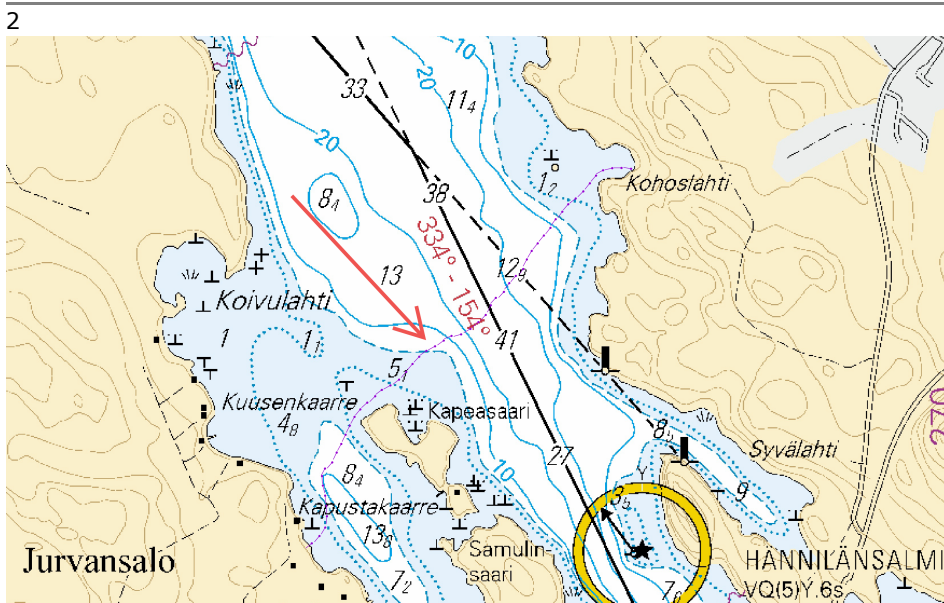 2
10
20
33
11₄
20
8₄
38
1₂
Kohoslahti
334° - 154°
12₉
13
Koivulahti
1
1₁
41
5₁
Kuusenkaarre
4₈
Kapeasaari
270
27
8₅
Syvälahti
10
8₄
Y
9
Kapustakaarre
3₅
13₈
Jurvansalo
Samulin-
saari
HÄNNILÄNSALMI
VQ(5)Y.6s
7₂